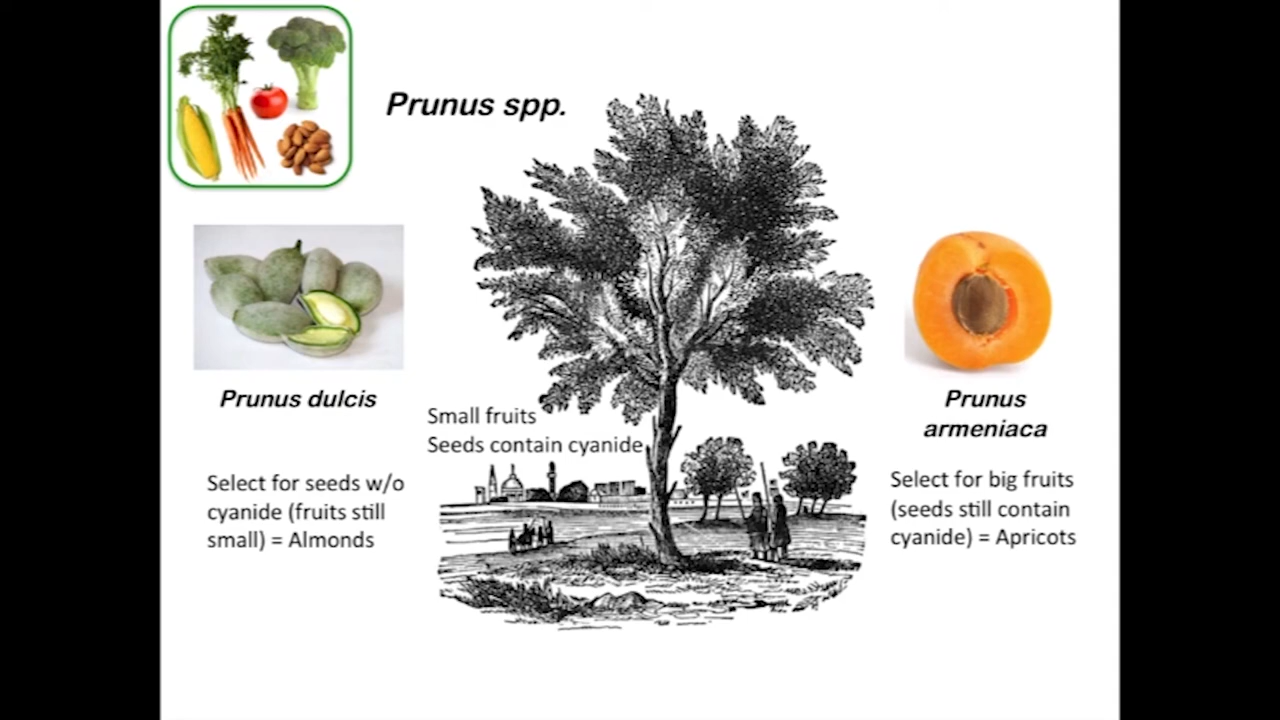 Prunus spp.
Prunus dulcis
Small fruits
Seeds contain cyanide
Select for seeds w/o
cyanide (fruits still
small) = Almonds
Prunus
armeniaca
Select for big fruits
(seeds still contain
cyanide) = Apricots